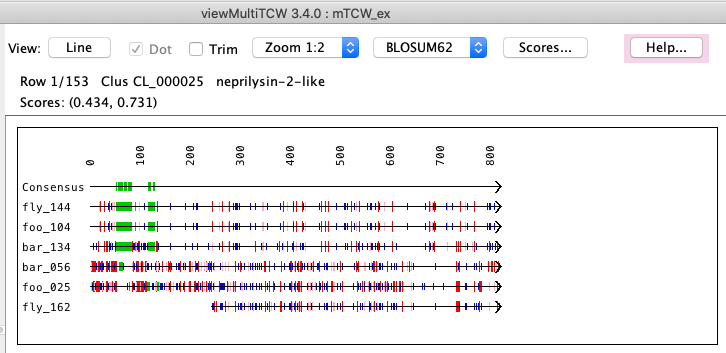 viewMultiTCW 3.4.0 : mTCW_ex
View: Line Dot Trim Zoom 1:2 BLOSUM62 Scores... Help...
Row 1/153 Clus CL_000025 neprilysin-2-like
Scores: (0.434, 0.731)
0 100 200 300 400 500 600 700 800
Consensus
fly_144
foo_104
bar_134
bar_056
foo_025
fly_162